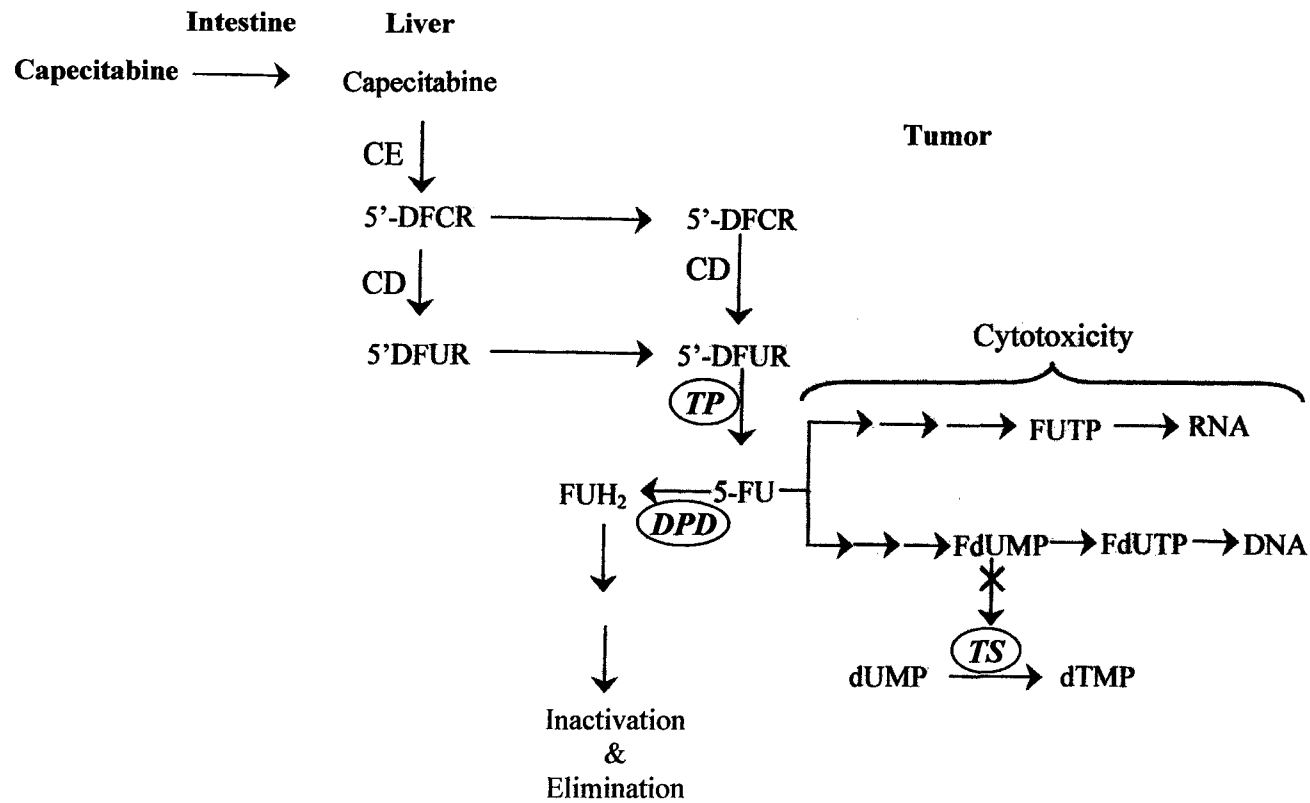 Intestine Liver
Capecitabine Capecitabine
Tumor
CE
5'-DFCR 5'-DFCR
CD CD
Cytotoxicity
5'DFUR 5'-DFUR
TP
FUTP RNA
FUH₂ 5-FU
DPD
FdUMP FdUTP DNA
TS
dUMP dTMP
Inactivation
&
Elimination